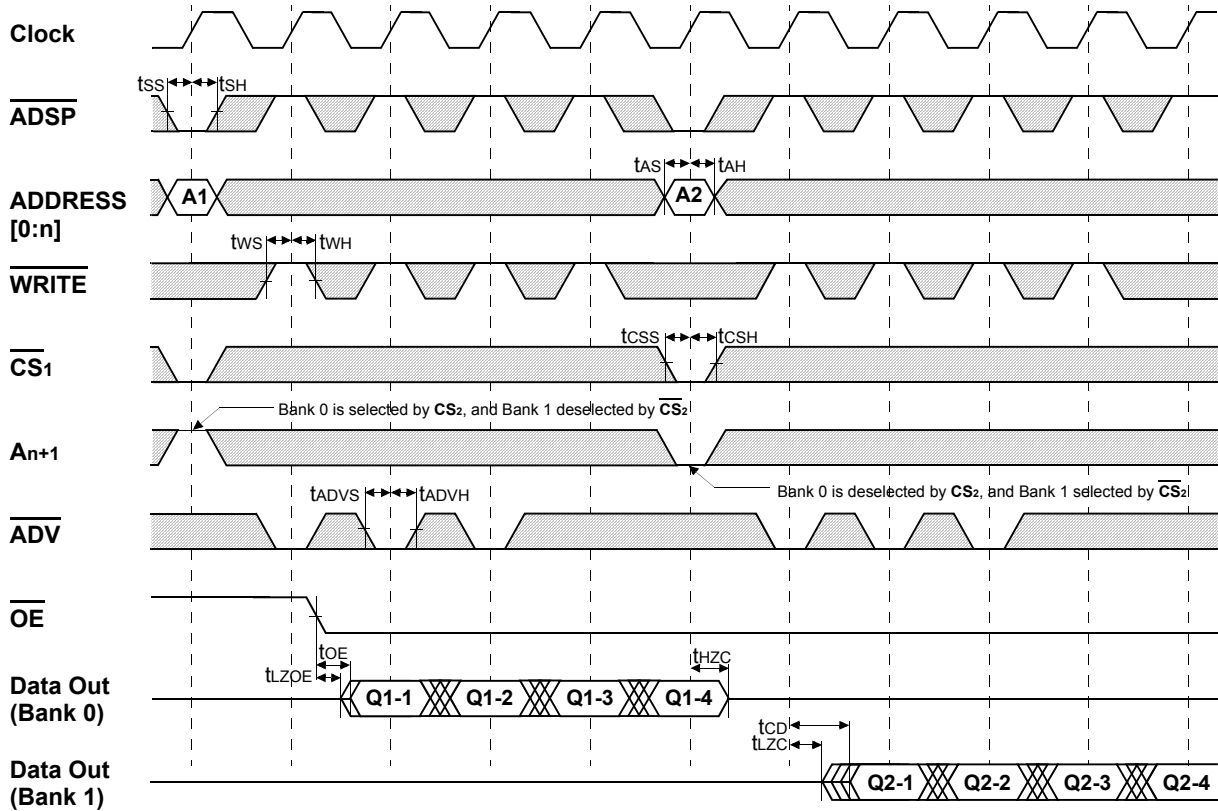 Clock
tSS
tSH
ADSP
tAS
tAH
ADDRESS
[0:n]
A1
A2
tWS
tWH
WRITE
tCSS
tCSH
CS1
Bank 0 is selected by CS2, and Bank 1 deselected by CS2
An+1
Bank 0 is deselected by CS2, and Bank 1 selected by CS2
tADVS
tADVH
ADV
OE
tOE
tLZOE
tHZC
Data Out
(Bank 0)
Q1-1
Q1-2
Q1-3
Q1-4
tCD
tLZC
Data Out
(Bank 1)
Q2-1
Q2-2
Q2-3
Q2-4